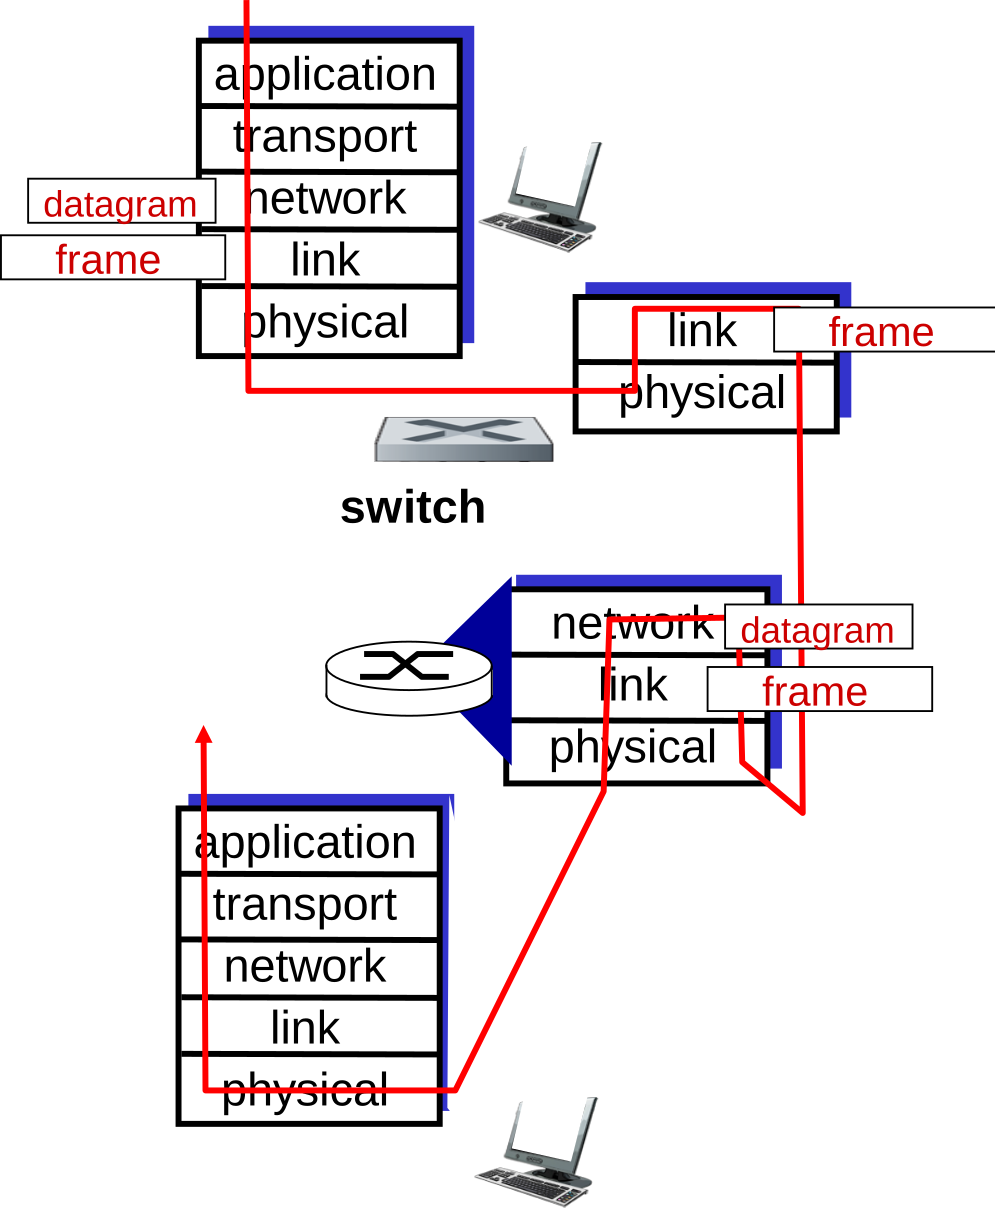 application
transport
network
link
physical
datagram
frame
link
physical
frame
switch
network
link
physical
datagram
frame
application
transport
network
link
physical